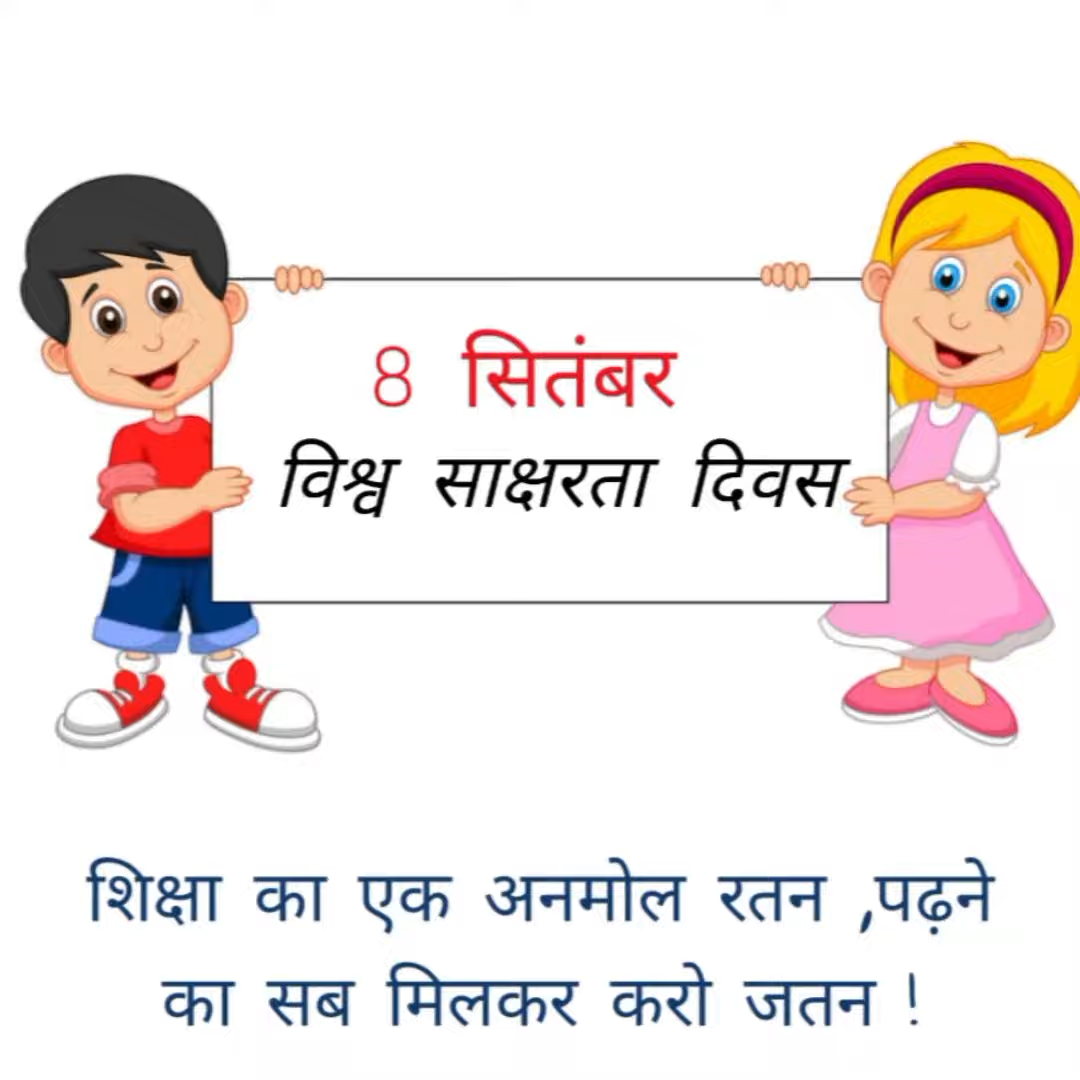 8 सितंबर
विश्व साक्षरता दिवस
शिक्षा का एक अनमोल रतन ,पढ़ने
का सब मिलकर करो जतन !